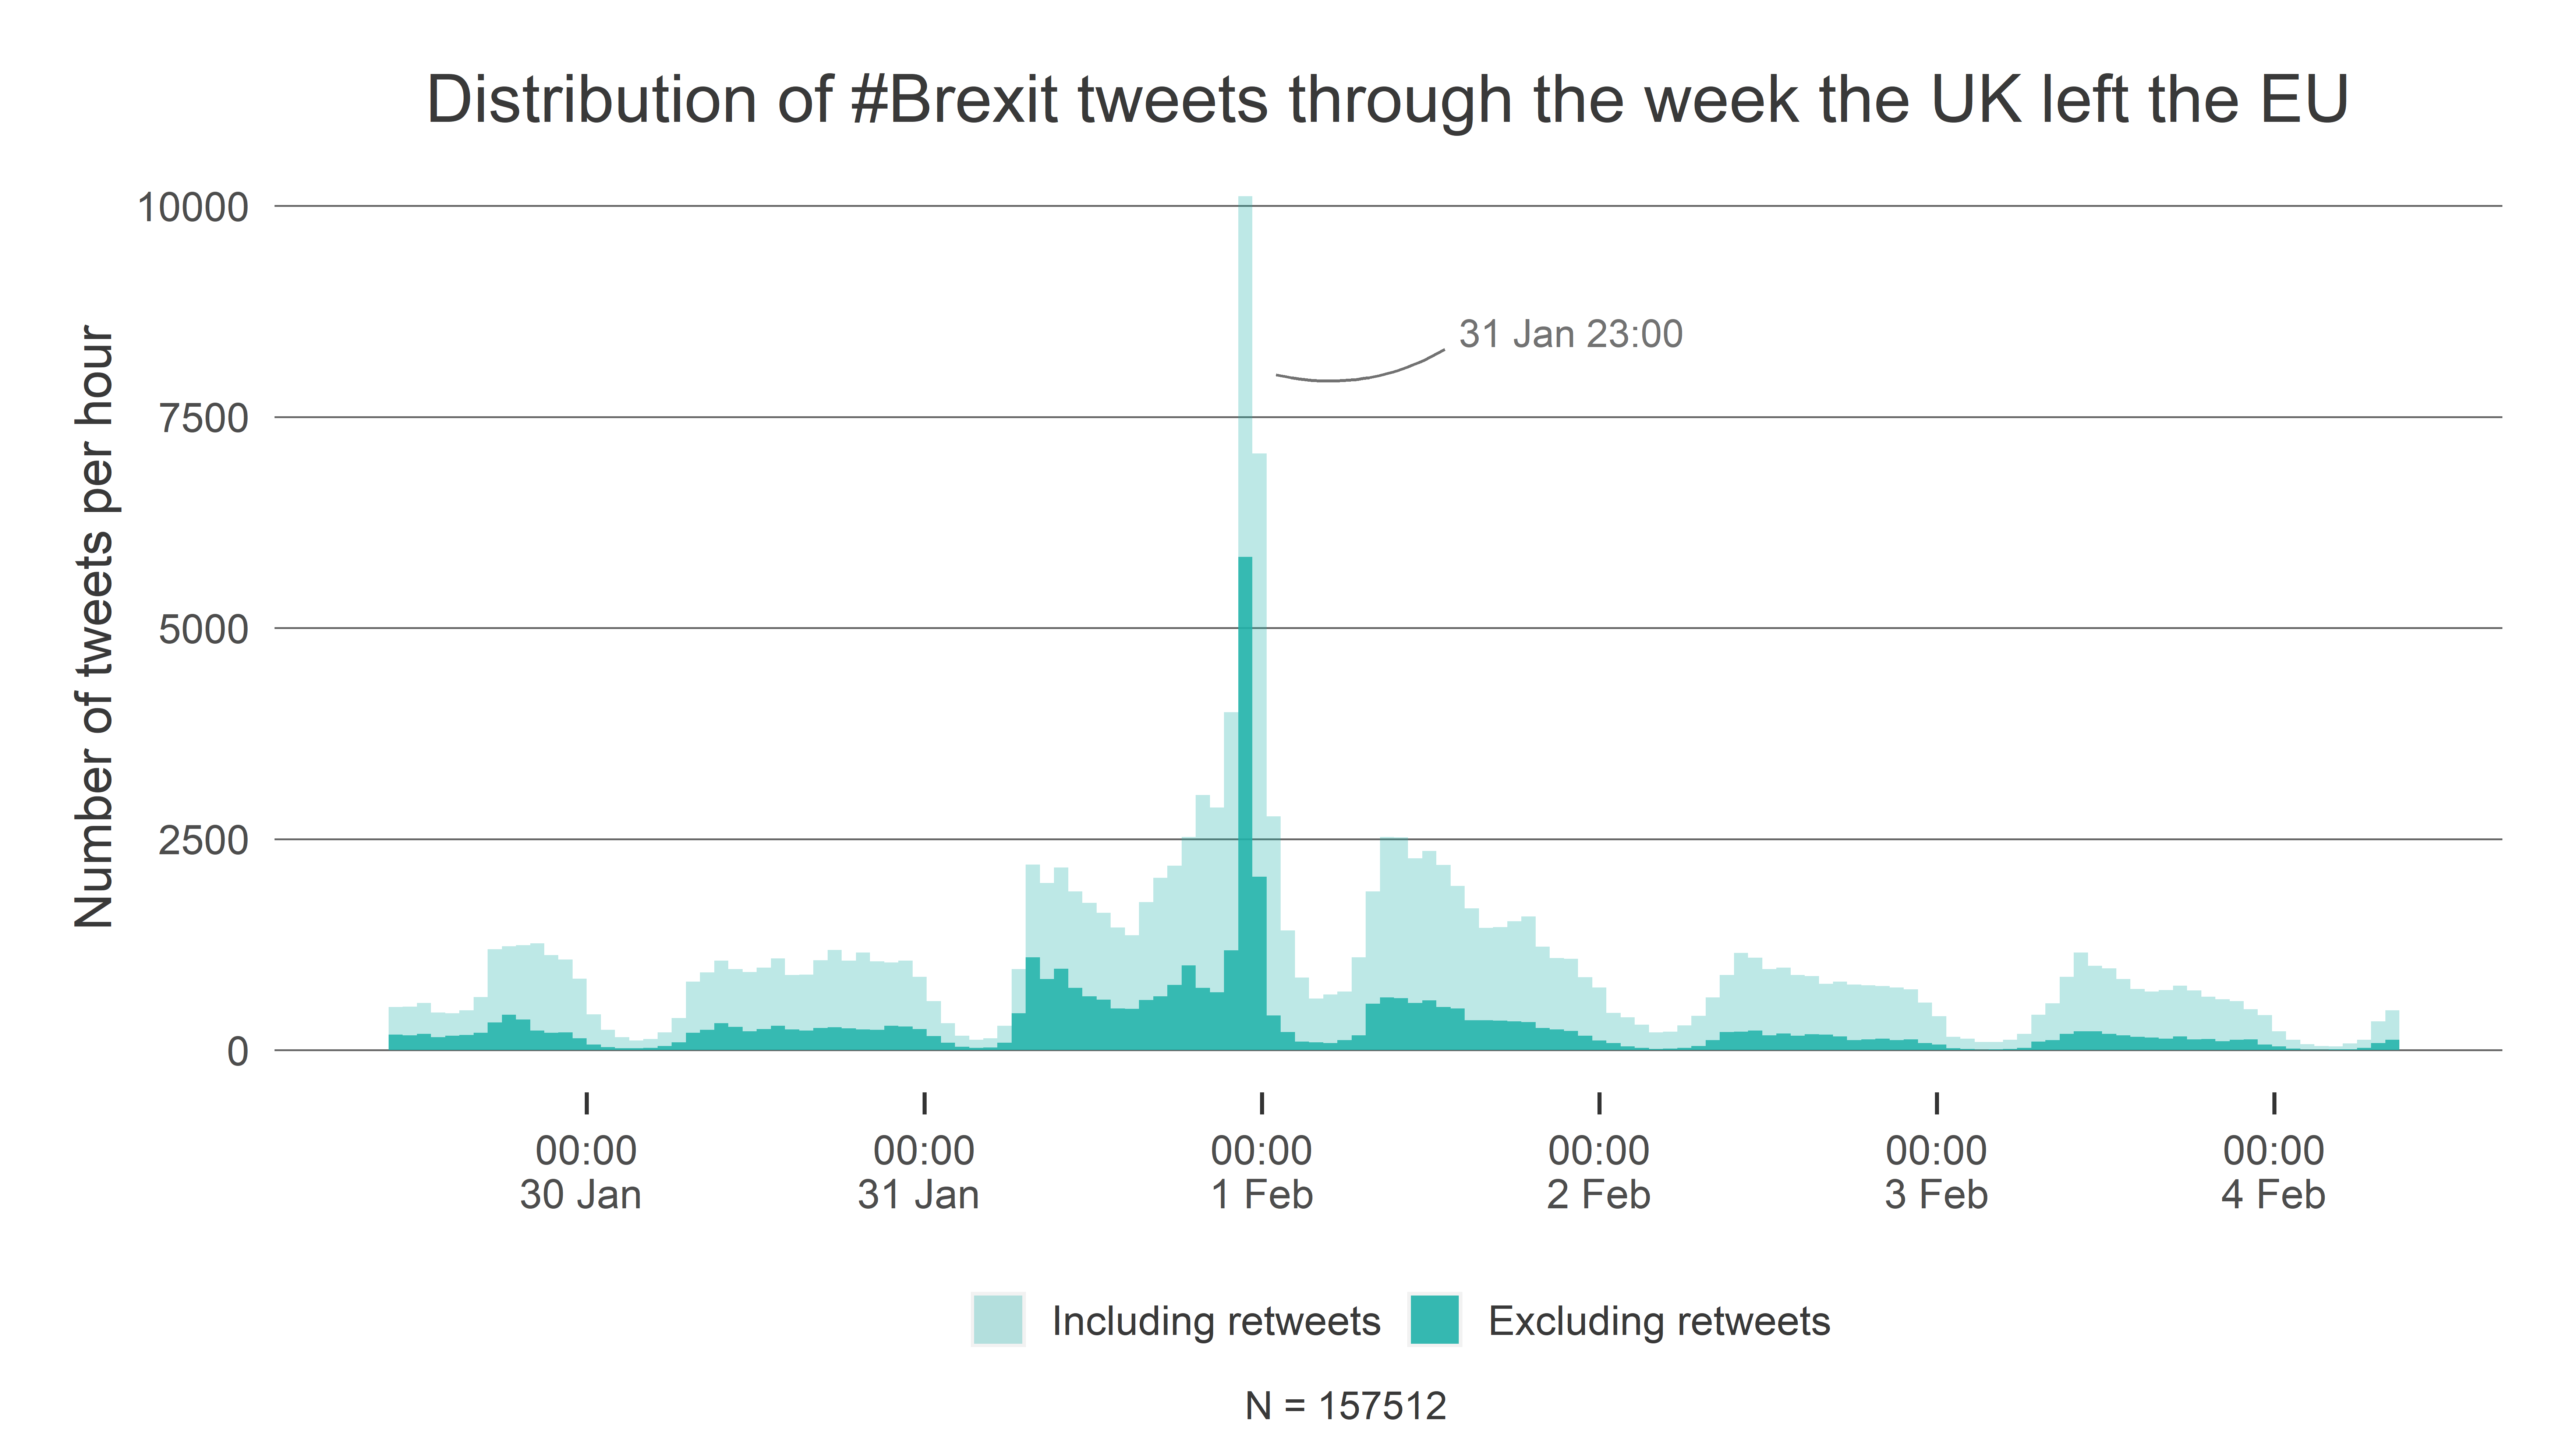 Distribution of #Brexit tweets through the week the UK left the EU
Number of tweets per hour
10000
7500
5000
2500
0
31 Jan 23:00
00:00 00:00 00:00 00:00 00:00 00:00
30 Jan 31 Jan 1 Feb 2 Feb 3 Feb 4 Feb
Including retweets Excluding retweets
N = 157512